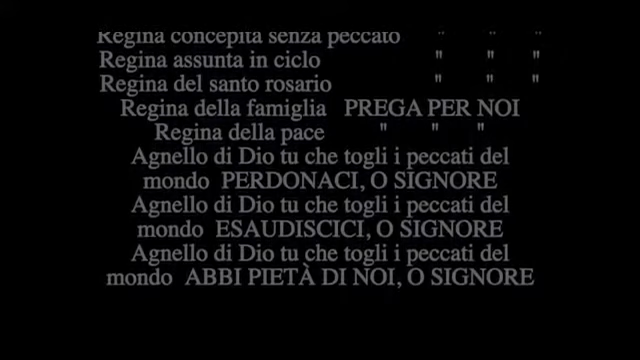 Regina concepita senza peccato " " "
Regina assunta in ciclo " " "
Regina del santo rosario " " "
Regina della famiglia PREGA PER NOI
Regina della pace " " "
Agnello di Dio tu che togli i peccati del
mondo PERDONACI, O SIGNORE
Agnello di Dio tu che togli i peccati del
mondo ESAUDISCICI, O SIGNORE
Agnello di Dio tu che togli i peccati del
mondo ABBI PIETÀ DI NOI, O SIGNORE